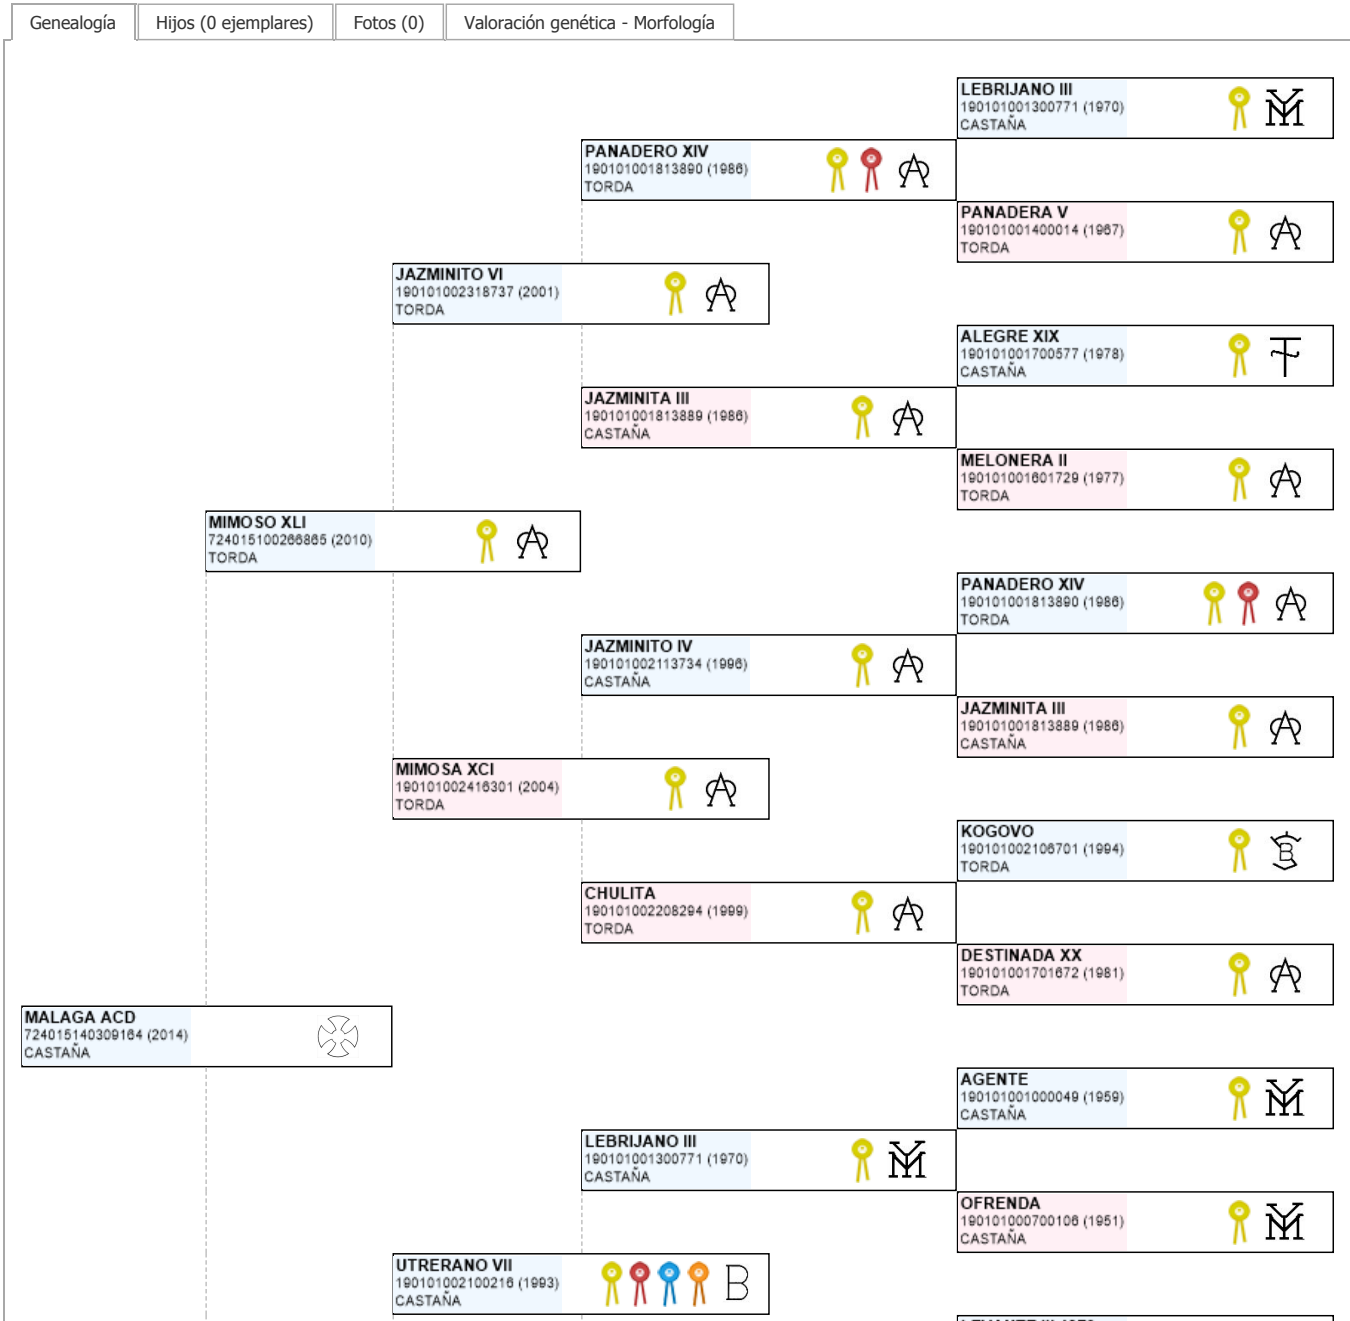 Genealogía
Hijos (0 ejemplares)
Fotos (0)
Valoración genética - Morfología
LEBRIJANO III
190101001300771 (1970)
CASTAÑA
PANADERO XIV
190101001813890 (1986)
TORDA
PANADERA V
190101001400014 (1967)
TORDA
JAZMINITO VI
190101002318737 (2001)
TORDA
ALEGRE XIX
190101001700577 (1978)
CASTAÑA
JAZMINITA III
190101001813889 (1986)
CASTAÑA
MELONERA II
190101001601729 (1977)
TORDA
MIMOSO XLI
724015100266865 (2010)
TORDA
PANADERO XIV
190101001813890 (1986)
TORDA
JAZMINITO IV
190101002113734 (1996)
CASTAÑA
JAZMINITA III
190101001813889 (1986)
CASTAÑA
MIMOSA XCI
190101002416301 (2004)
TORDA
KOGOVO
190101002106701 (1994)
TORDA
CHULITA
190101002208294 (1999)
TORDA
DESTINADA XX
190101001701672 (1981)
TORDA
MALAGA ACD
724015140309164 (2014)
CASTAÑA
AGENTE
190101001000049 (1959)
CASTAÑA
LEBRIJANO III
190101001300771 (1970)
CASTAÑA
OFRENDA
190101000700106 (1951)
CASTAÑA
UTRERANO VII
190101002100216 (1993)
CASTAÑA
B